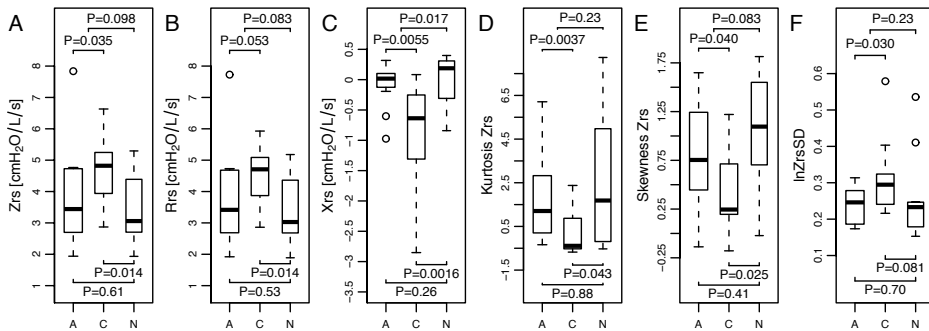 A
P=0.098
P=0.035
Zrs [cmH2O/L/s]
8
7
6
5
4
3
2
1
P=0.014
P=0.61
A C N
B
P=0.083
P=0.053
Rrs [cmH2O/L/s]
8
7
6
5
4
3
2
1
P=0.014
P=0.53
A C N
C
P=0.017
P=0.0055
Xrs [cmH2O/L/s]
0.5
0
−0.5
−1
−1.5
−2
−2.5
−3
−3.5
P=0.0016
P=0.26
A C N
D
P=0.23
P=0.0037
Kurtosis Zrs
6.5
4.5
2.5
0.5
−1.5
P=0.043
P=0.88
A C N
E
P=0.083
P=0.040
Skewness Zrs
1.75
1.25
0.75
0.25
−0.25
P=0.025
P=0.41
A C N
F
P=0.23
P=0.030
lnZrsSD
0.6
0.5
0.4
0.3
0.2
0.1
P=0.081
P=0.70
A C N